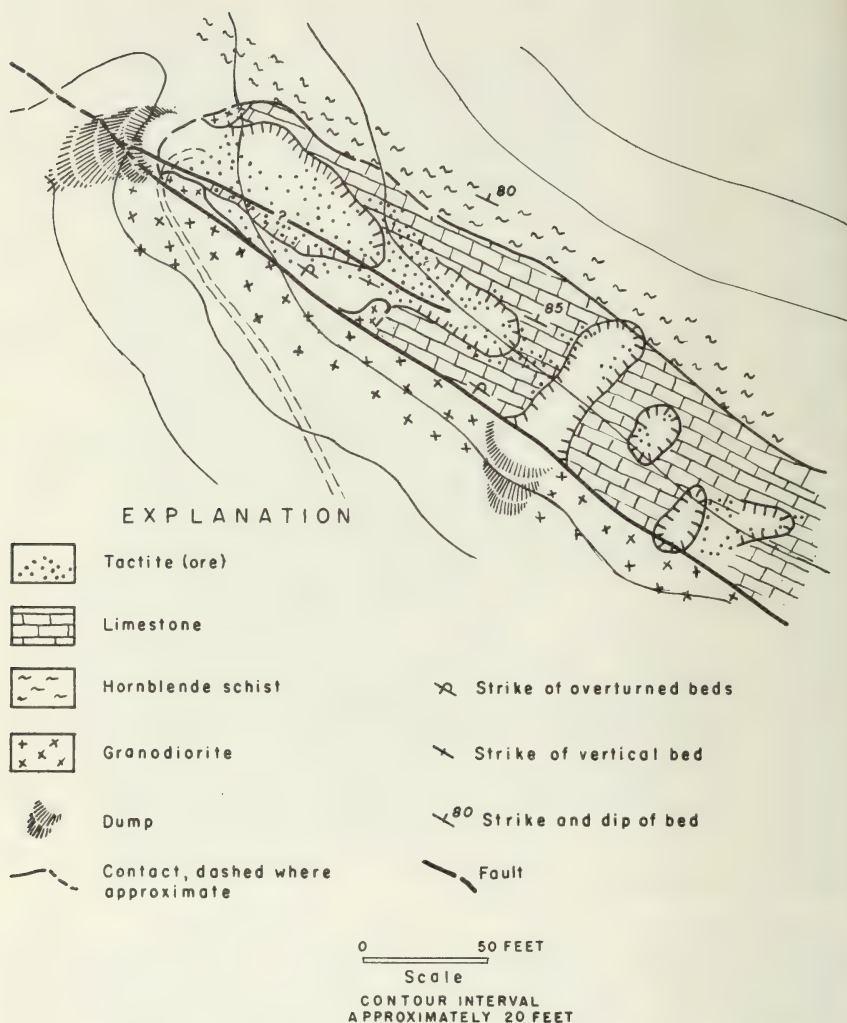 80
?
85
EXPLANATION
Tactite (ore)
Limestone
Hornblende schist
Granodiorite
Dump
Contact, dashed where
approximate
Strike of overturned beds
Strike of vertical bed
80 Strike and dip of bed
Fault
0 50 FEET
Scale
CONTOUR INTERVAL
APPROXIMATELY 20 FEET